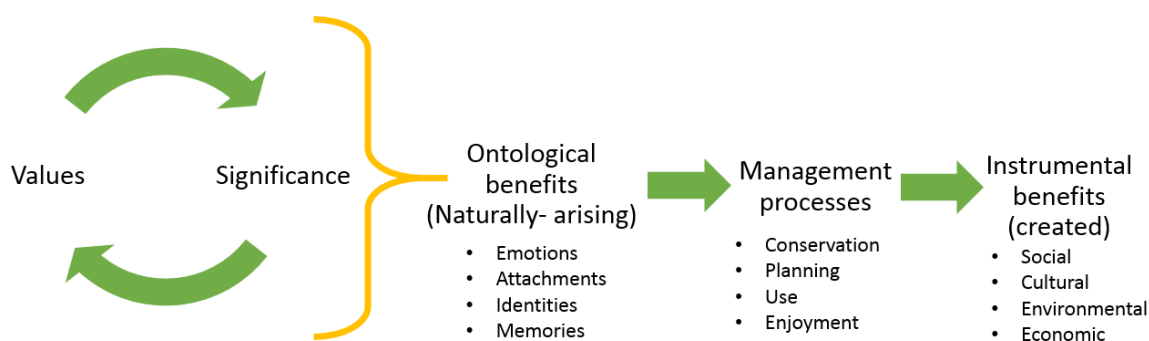 Values
Significance
Ontological
benefits
(Naturally- arising)
• Emotions
• Attachments
• Identities
• Memories
Management
processes
• Conservation
• Planning
• Use
• Enjoyment
Instrumental
benefits
(created)
• Social
• Cultural
• Environmental
• Economic